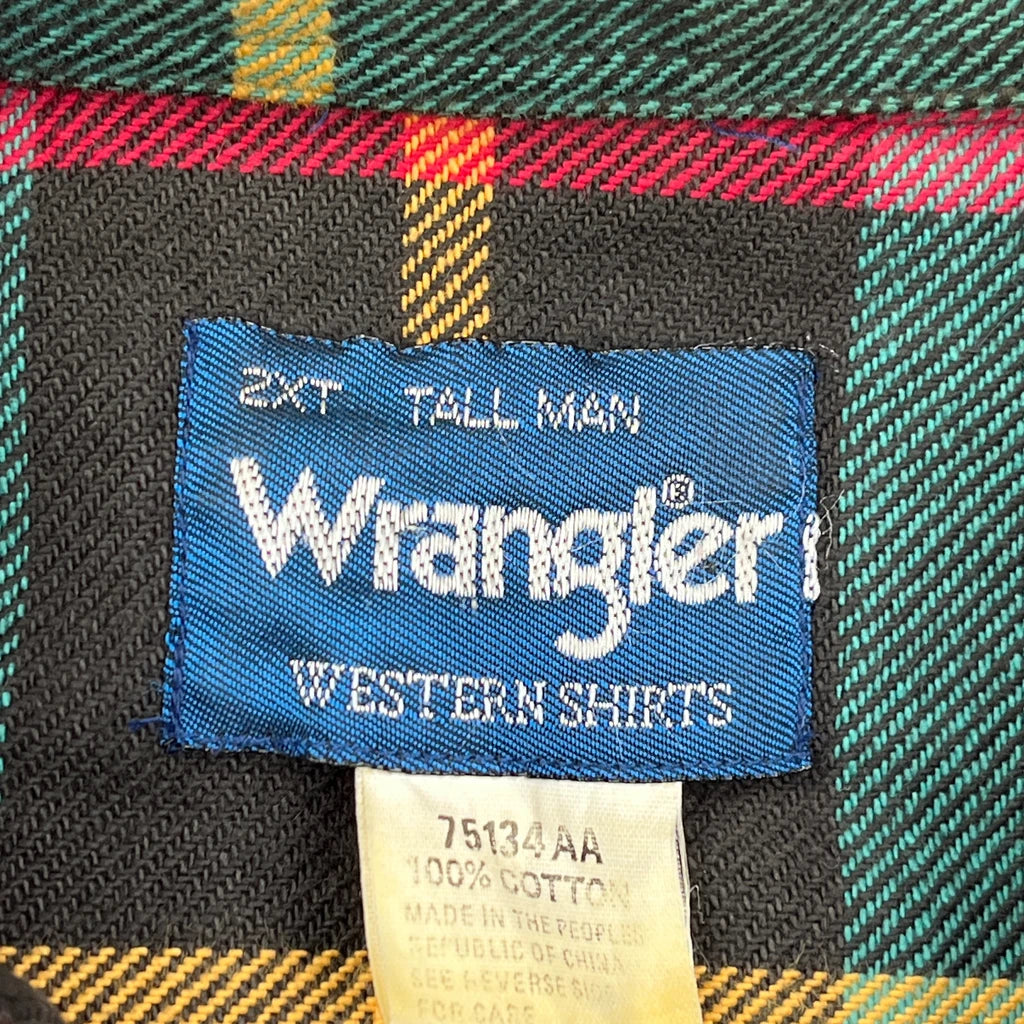 2XT TALL MAN
Wrangler®
WESTERN SHIRTS
75134AA
100% COTTON
MADE IN THE PEOPLES
REPUBLIC OF CHINA
SEE REVERSE SIDE
FOR CARE